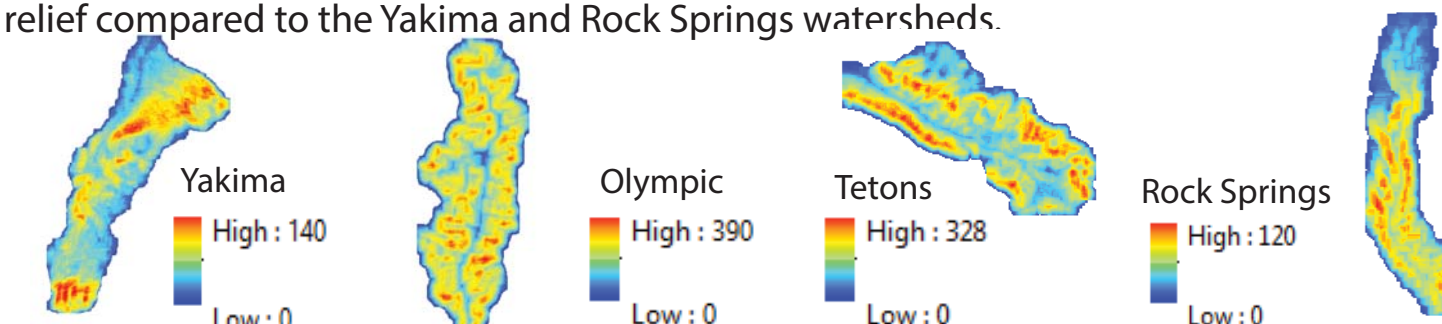 relief compared to the Yakima and Rock Springs watersheds.
Yakima
High : 140
Low : 0
Olympic
High : 390
Low : 0
Tetons
High : 328
Low : 0
Rock Springs
High : 120
Low : 0